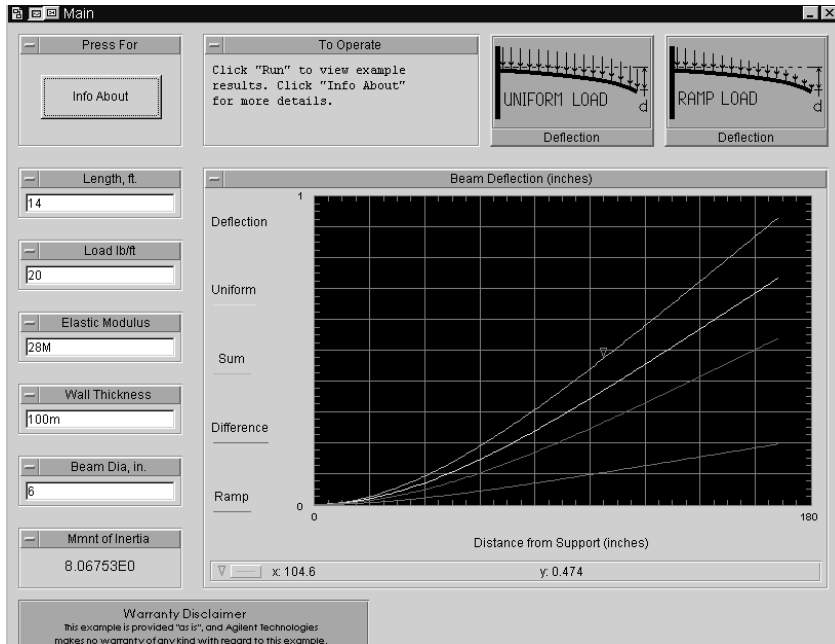 Main
Press For
Info About
To Operate
Click "Run" to view example
results. Click "Info About"
for more details.
UNIFORM LOAD
d
Deflection
RAMP LOAD
d
Deflection
Length, ft.
14
Load lb/ft
20
Elastic Modulus
28M
Wall Thickness
100m
Beam Dia, in.
6
Mmnt of Inertia
8.06753E0
Beam Deflection (inches)
Deflection
Uniform
Sum
Difference
Ramp
1
0
0
180
Distance from Support (inches)
x: 104.6
y: 0.474
Warranty Disclaimer
This example is provided "as is", and Agilent Technologies
makes no warranty of any kind with regard to this example.